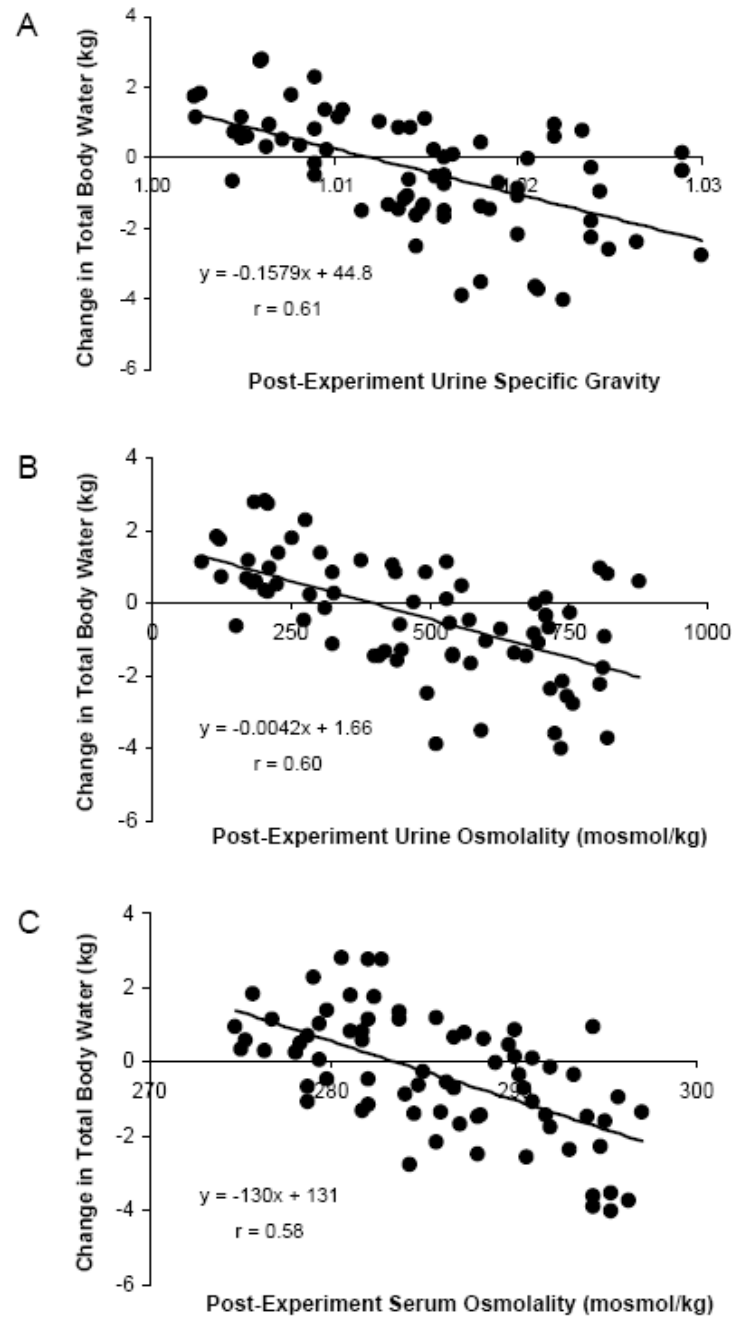 A
Change in Total Body Water (kg)
4
2
0
-2
-4
-6
1.00
1.01
1.02
1.03
y = -0.1579x + 44.8
r = 0.61
Post-Experiment Urine Specific Gravity
B
Change in Total Body Water (kg)
4
2
0
-2
-4
-6
0
250
500
750
1000
y = -0.0042x + 1.66
r = 0.60
Post-Experiment Urine Osmolality (mosmol/kg)
C
Change in Total Body Water (kg)
4
2
0
-2
-4
-6
270
280
290
300
y = -130x + 131
r = 0.58
Post-Experiment Serum Osmolality (mosmol/kg)